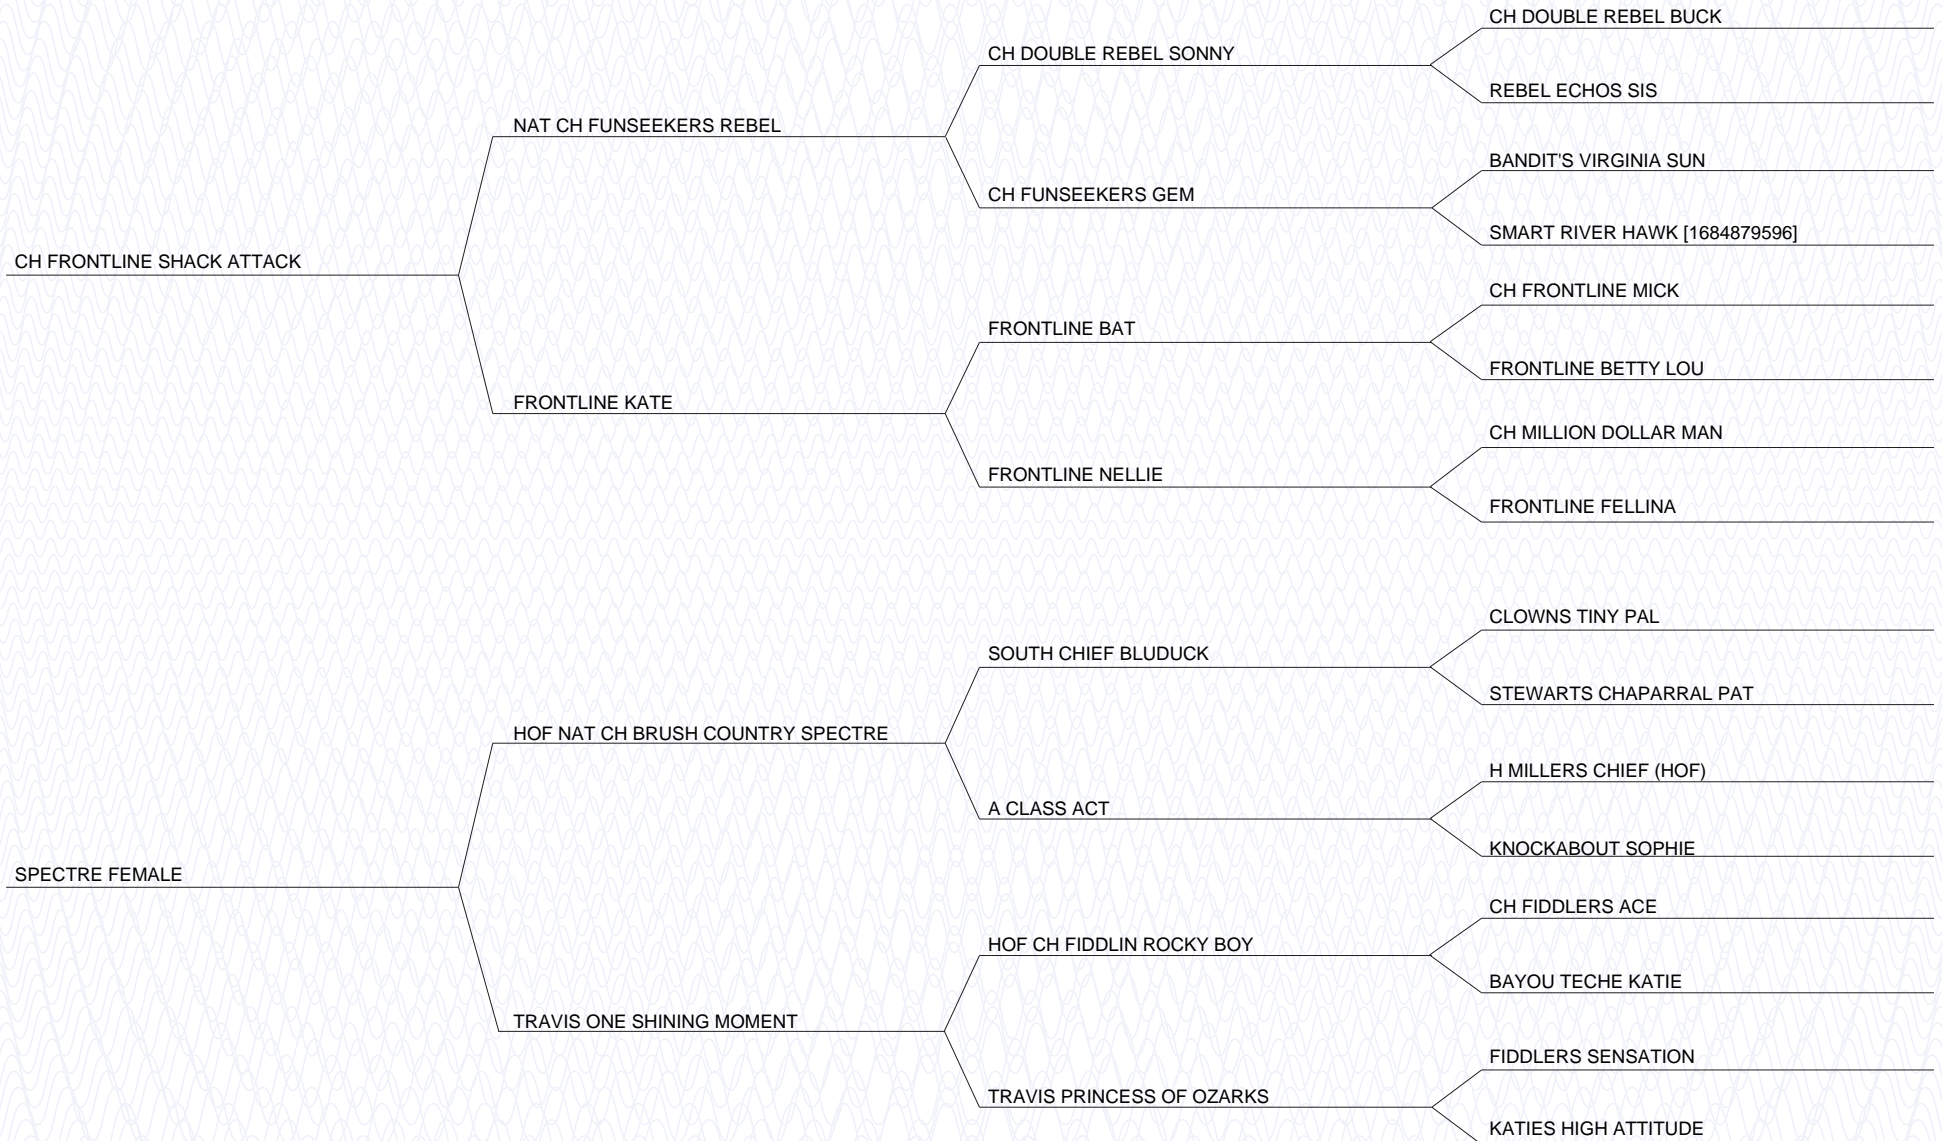 CH FRONTLINE SHACK ATTACK
NAT CH FUNSEEKERS REBEL
CH DOUBLE REBEL SONNY
CH DOUBLE REBEL BUCK
REBEL ECHOS SIS
CH FUNSEEKERS GEM
BANDIT'S VIRGINIA SUN
SMART RIVER HAWK [1684879596]
FRONTLINE KATE
FRONTLINE BAT
CH FRONTLINE MICK
FRONTLINE BETTY LOU
FRONTLINE NELLIE
CH MILLION DOLLAR MAN
FRONTLINE FELLINA
SPECTRE FEMALE
HOF NAT CH BRUSH COUNTRY SPECTRE
SOUTH CHIEF BLUDUCK
CLOWNS TINY PAL
STEWARTS CHAPARRAL PAT
A CLASS ACT
H MILLERS CHIEF (HOF)
KNOCKABOUT SOPHIE
TRAVIS ONE SHINING MOMENT
HOF CH FIDDLIN ROCKY BOY
CH FIDDLERS ACE
BAYOU TECHE KATIE
TRAVIS PRINCESS OF OZARKS
FIDDLERS SENSATION
KATIES HIGH ATTITUDE